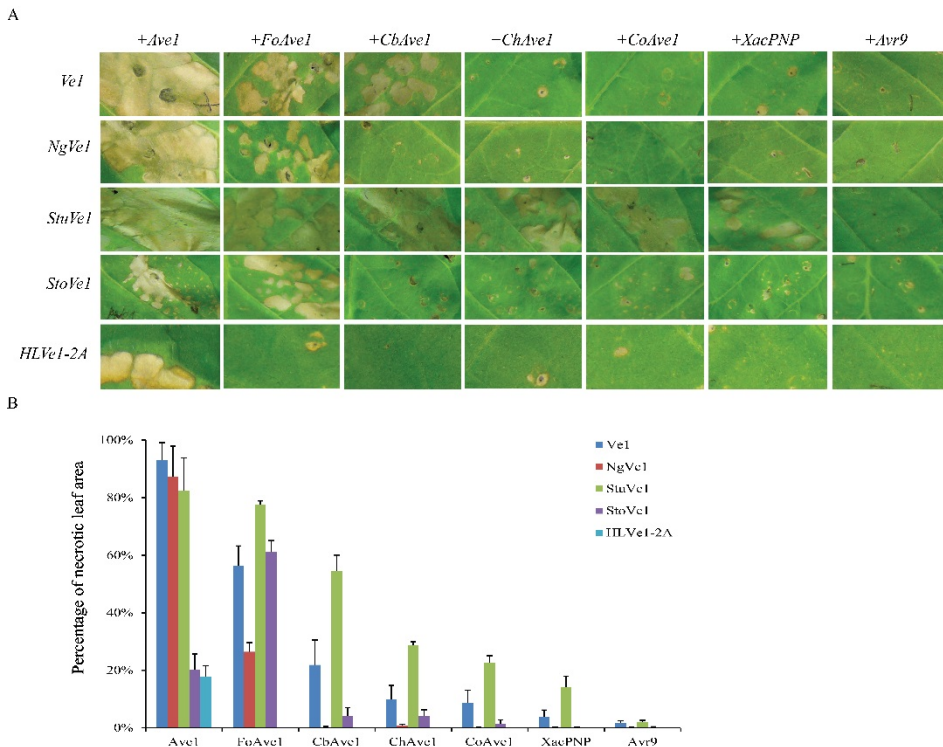 A
+Ave1 +FoAve1 +CbAve1 −ChAve1 +CoAve1 +XacPNP +Avr9
Ve1
NgVe1
StuVe1
StoVe1
HLVe1-2A
B
100%
80%
60%
40%
20%
0%
Percentage of necrotic leaf area
Ve1
NgVe1
StuVe1
StoVe1
HLVe1-2A
Ave1 FoAve1 CbAve1 ChAve1 CoAve1 XacPNP Avr9